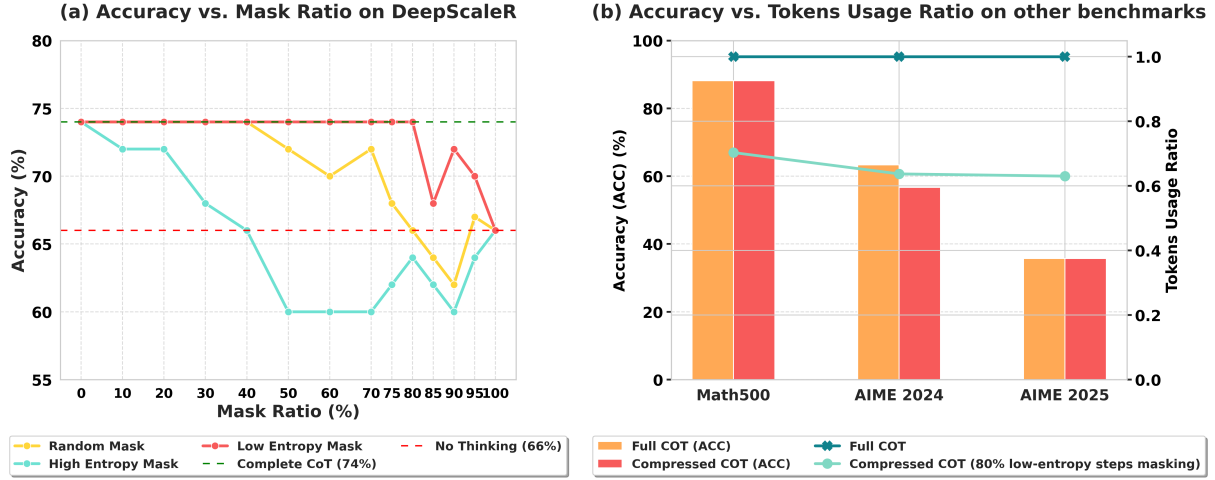 (a) Accuracy vs. Mask Ratio on DeepScaleR
80
75
70
65
60
55
Accuracy (%)
0 10 20 30 40 50 60 70 75 80 85 90 95 100
Mask Ratio (%)
Random Mask
High Entropy Mask
Low Entropy Mask
Complete CoT (74%)
No Thinking (66%)
(b) Accuracy vs. Tokens Usage Ratio on other benchmarks
100
80
60
40
20
0
Accuracy (ACC) (%)
1.0
0.8
0.6
0.4
0.2
0.0
Tokens Usage Ratio
Math500 AIME 2024 AIME 2025
Full COT (ACC)
Compressed COT (ACC)
Full COT
Compressed COT (80% low-entropy steps masking)